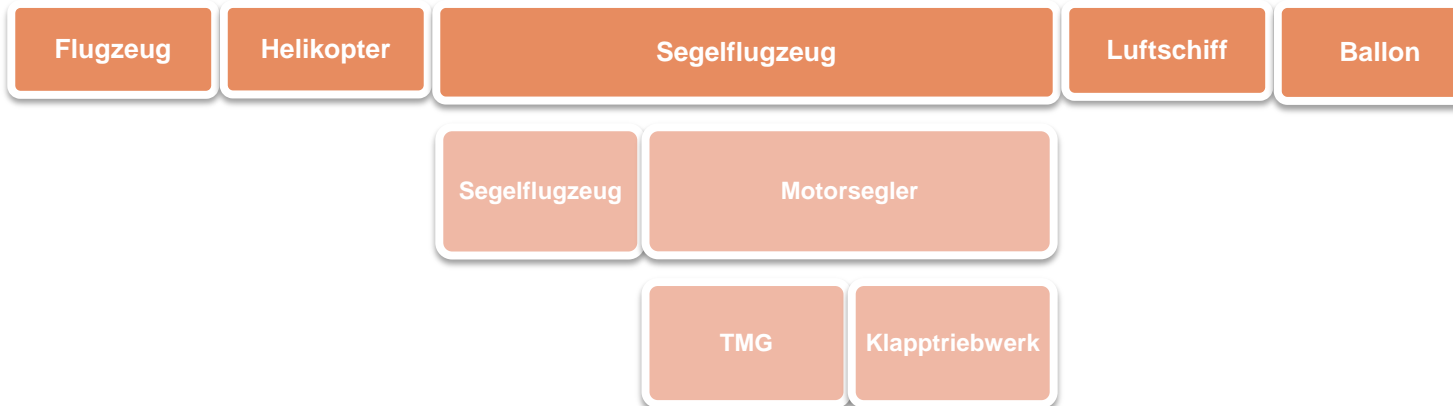 Flugzeug
Helikopter
Segelflugzeug
Luftschiff
Ballon
Segelflugzeug
Motorsegler
TMG
Klapptriebwerk